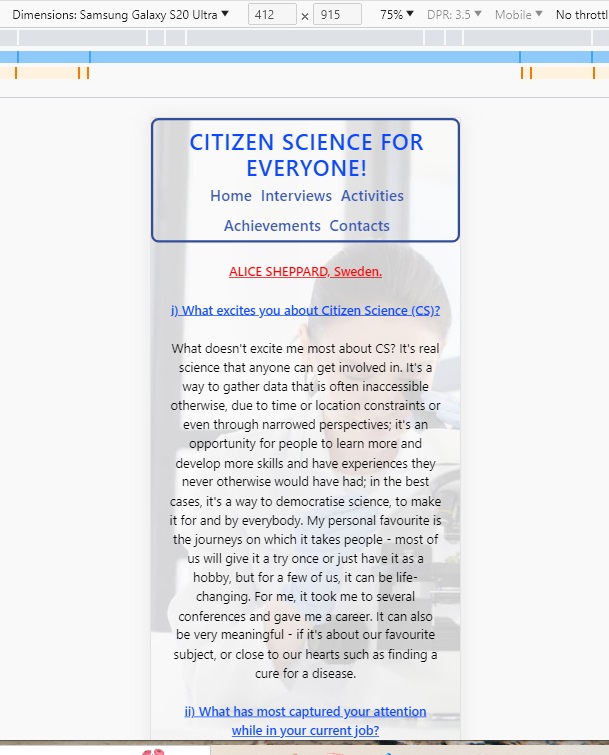 Dimensions: Samsung Galaxy S20 Ultra ▼ 412 x 915 75% ▼ DPR: 3.5 ▼ Mobile ▼ No throttl
CITIZEN SCIENCE FOR
EVERYONE!
Home Interviews Activities
Achievements Contacts
ALICE SHEPPARD, Sweden.
i) What excites you about Citizen Science (CS)?
What doesn't excite me most about CS? It's real
science that anyone can get involved in. It's a
way to gather data that is often inaccessible
otherwise, due to time or location constraints or
even through narrowed perspectives; it's an
opportunity for people to learn more and
develop more skills and have experiences they
never otherwise would have had; in the best
cases, it's a way to democratise science, to make
it for and by everybody. My personal favourite is
the journeys on which it takes people - most of
us will give it a try once or just have it as a
hobby, but for a few of us, it can be life-
changing. For me, it took me to several
conferences and gave me a career. It can also
be very meaningful - if it's about our favourite
subject, or close to our hearts such as finding a
cure for a disease.
ii) What has most captured your attention
while in your current job?